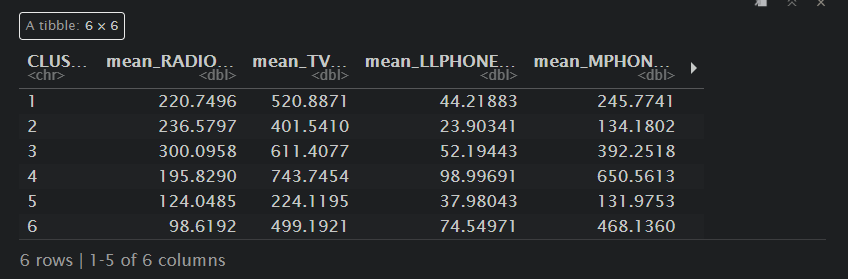 A tibble: 6 × 6
CLUS... mean_RADIO... mean_TV... mean_LLPHONE... mean_MPHON...
<chr> <dbl> <dbl> <dbl> <dbl>
1 220.7496 520.8871 44.21883 245.7741
2 236.5797 401.5410 23.90341 134.1802
3 300.0958 611.4077 52.19443 392.2518
4 195.8290 743.7454 98.99691 650.5613
5 124.0485 224.1195 37.98043 131.9753
6 98.6192 499.1921 74.54971 468.1360
6 rows | 1-5 of 6 columns